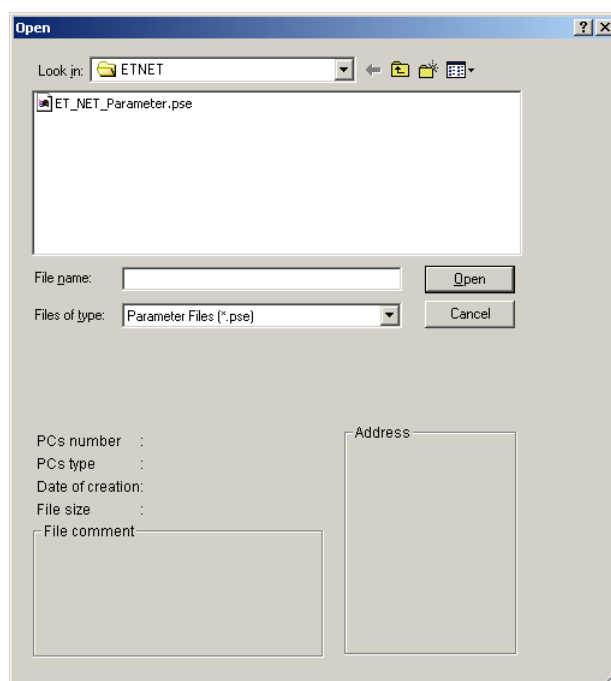 Open
Look in: ETNET
ET_NET_Parameter.pse
File name:
Open
Files of type: Parameter Files (*.pse)
Cancel
PCs number :
PCs type :
Date of creation:
File size :
File comment
Address